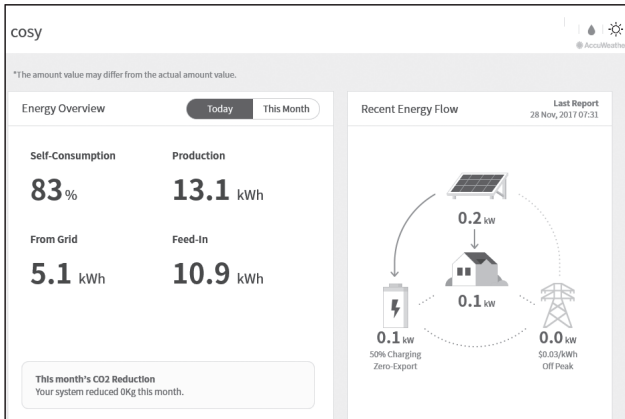 cosy
AccuWeathe
*The amount value may differ from the actual amount value.
Energy Overview
Today
This Month
Self-Consumption
Production
83 %
13.1 kWh
From Grid
Feed-In
5.1 kWh
10.9 kWh
This month's CO2 Reduction
Your system reduced 0Kg this month.
Recent Energy Flow
Last Report
28 Nov, 2017 07:31
0.2 kW
0.1 kW
0.1 kW
50% Charging
Zero-Export
0.0 kW
$0.03/kWh
Off Peak